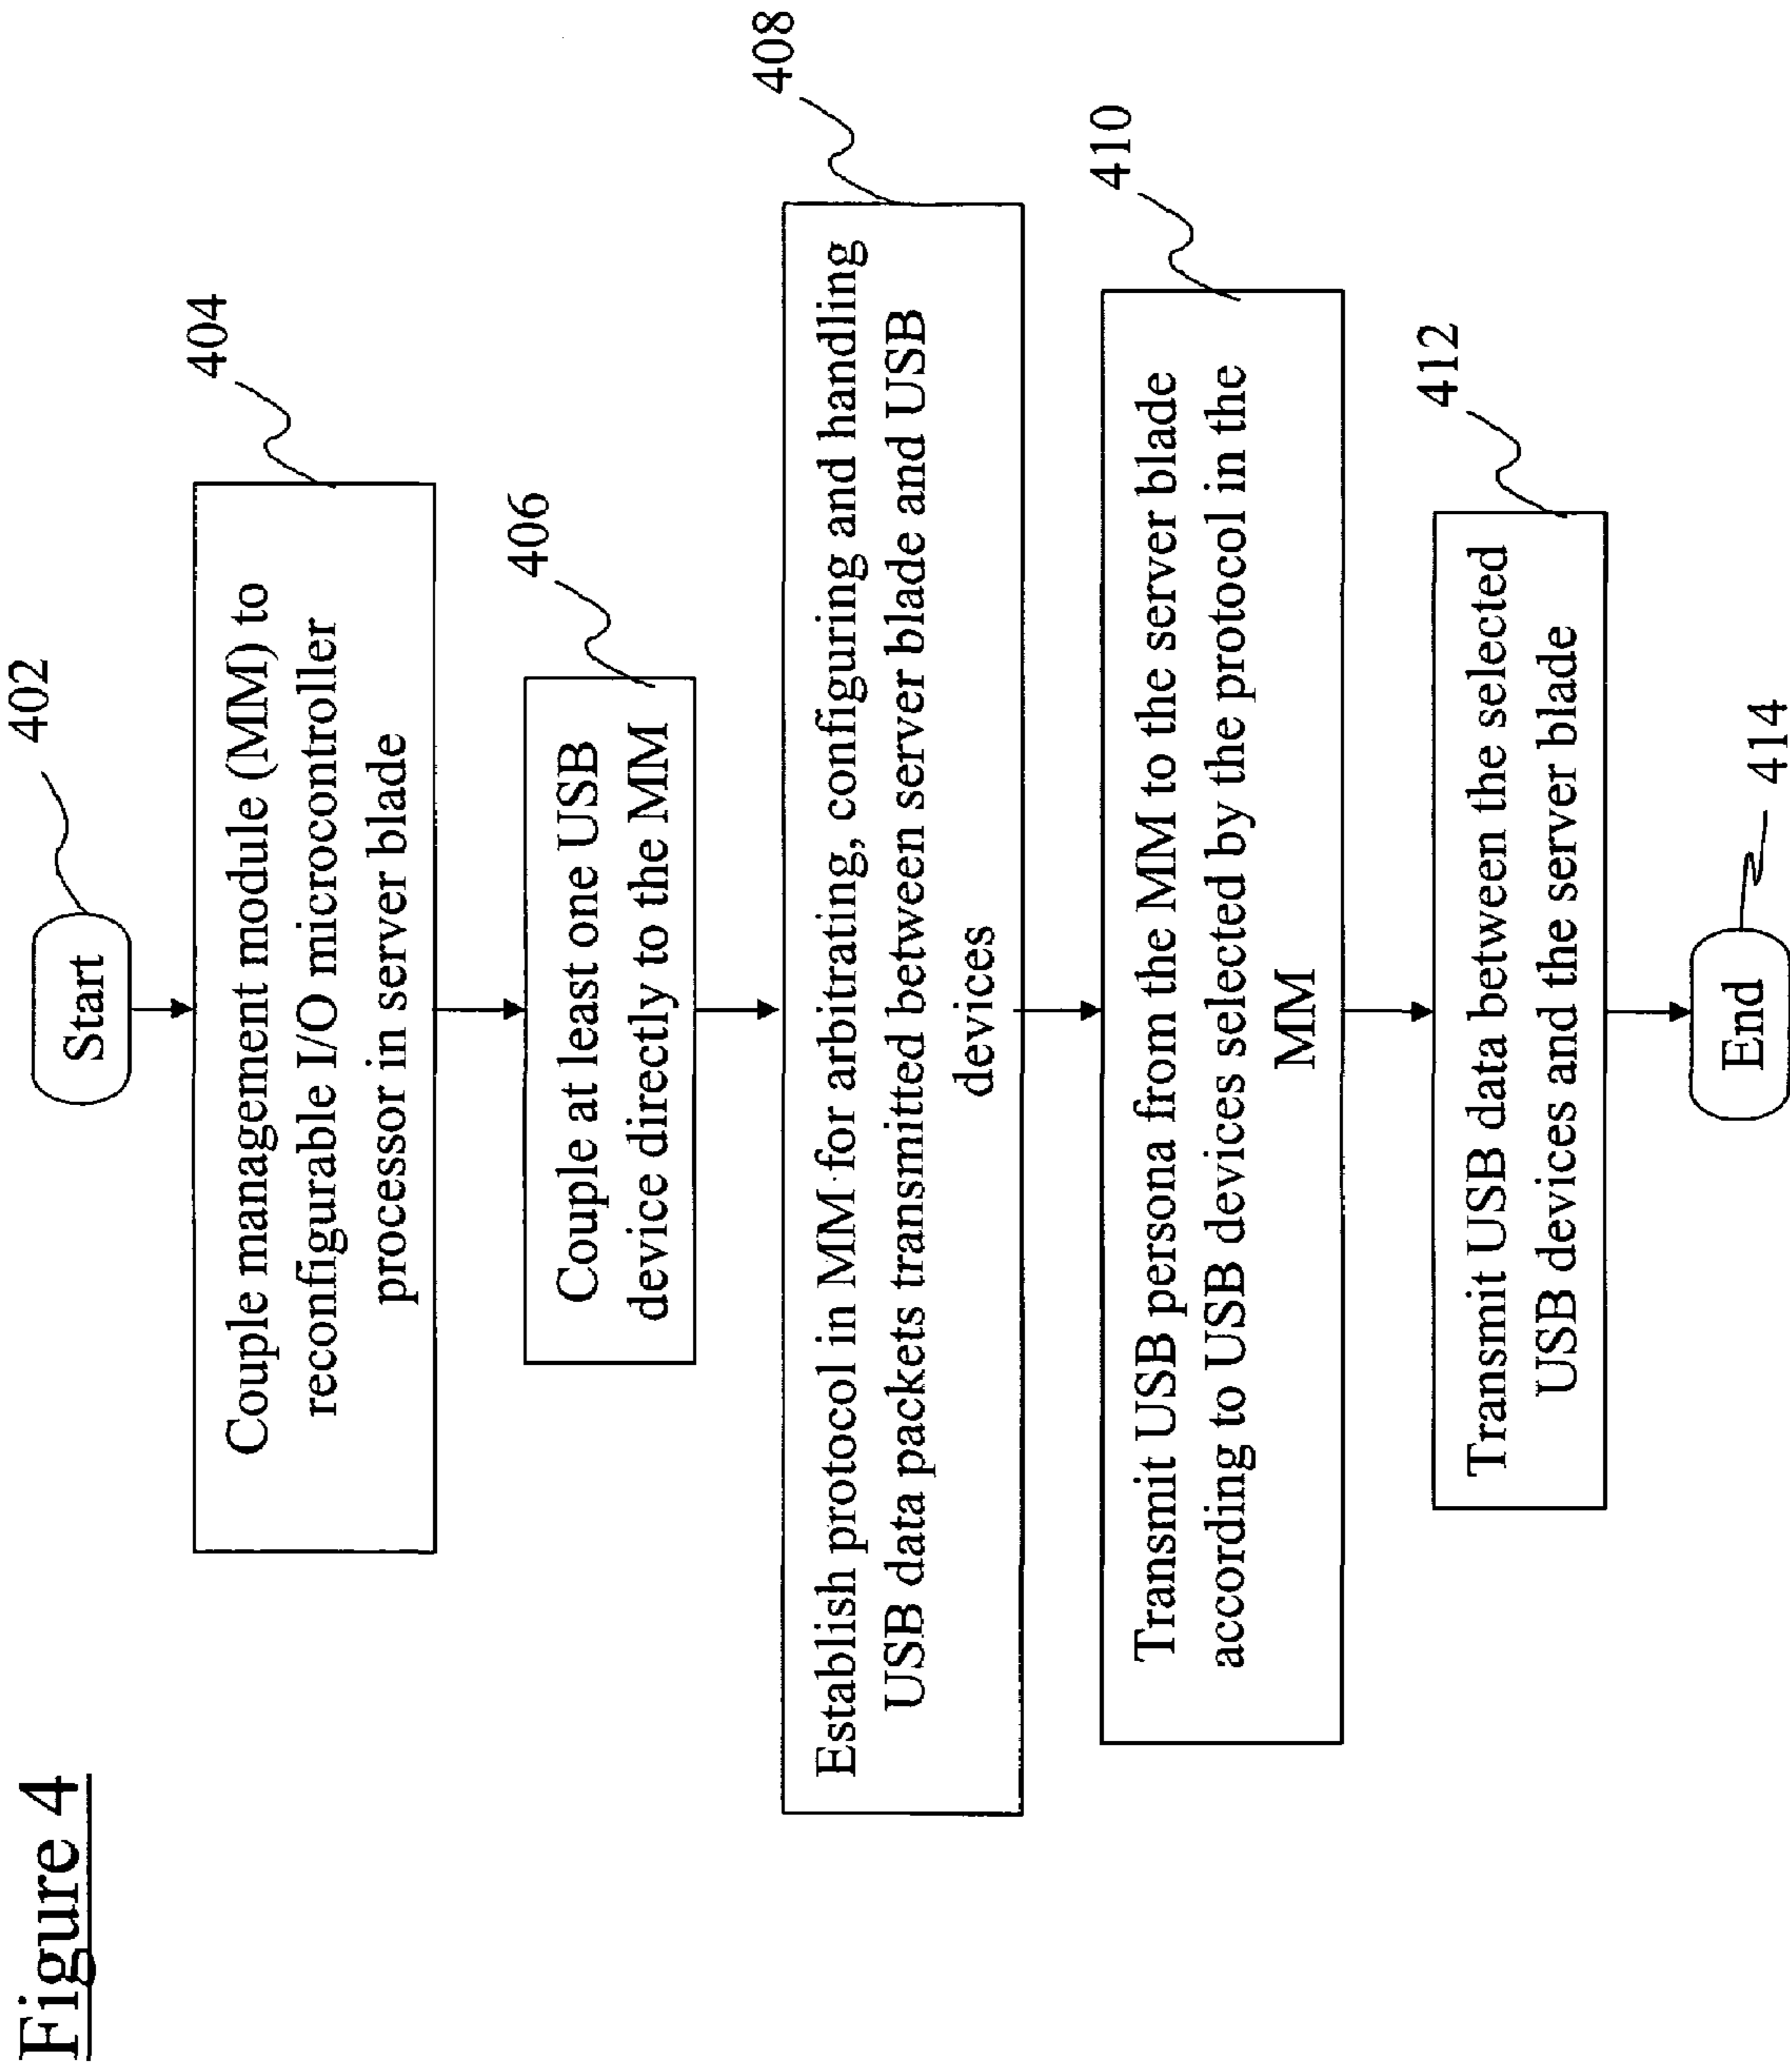 Figure 4
Start
402
Couple management module (MM) to
reconfigurable I/O microcontroller
processor in server blade
404
Couple at least one USB
device directly to the MM
406
Establish protocol in MM for arbitrating, configuring and handling
USB data packets transmitted between server blade and USB
devices
408
Transmit USB persona from the MM to the server blade
according to USB devices selected by the protocol in the
MM
410
Transmit USB data between the selected
USB devices and the server blade
412
End
414